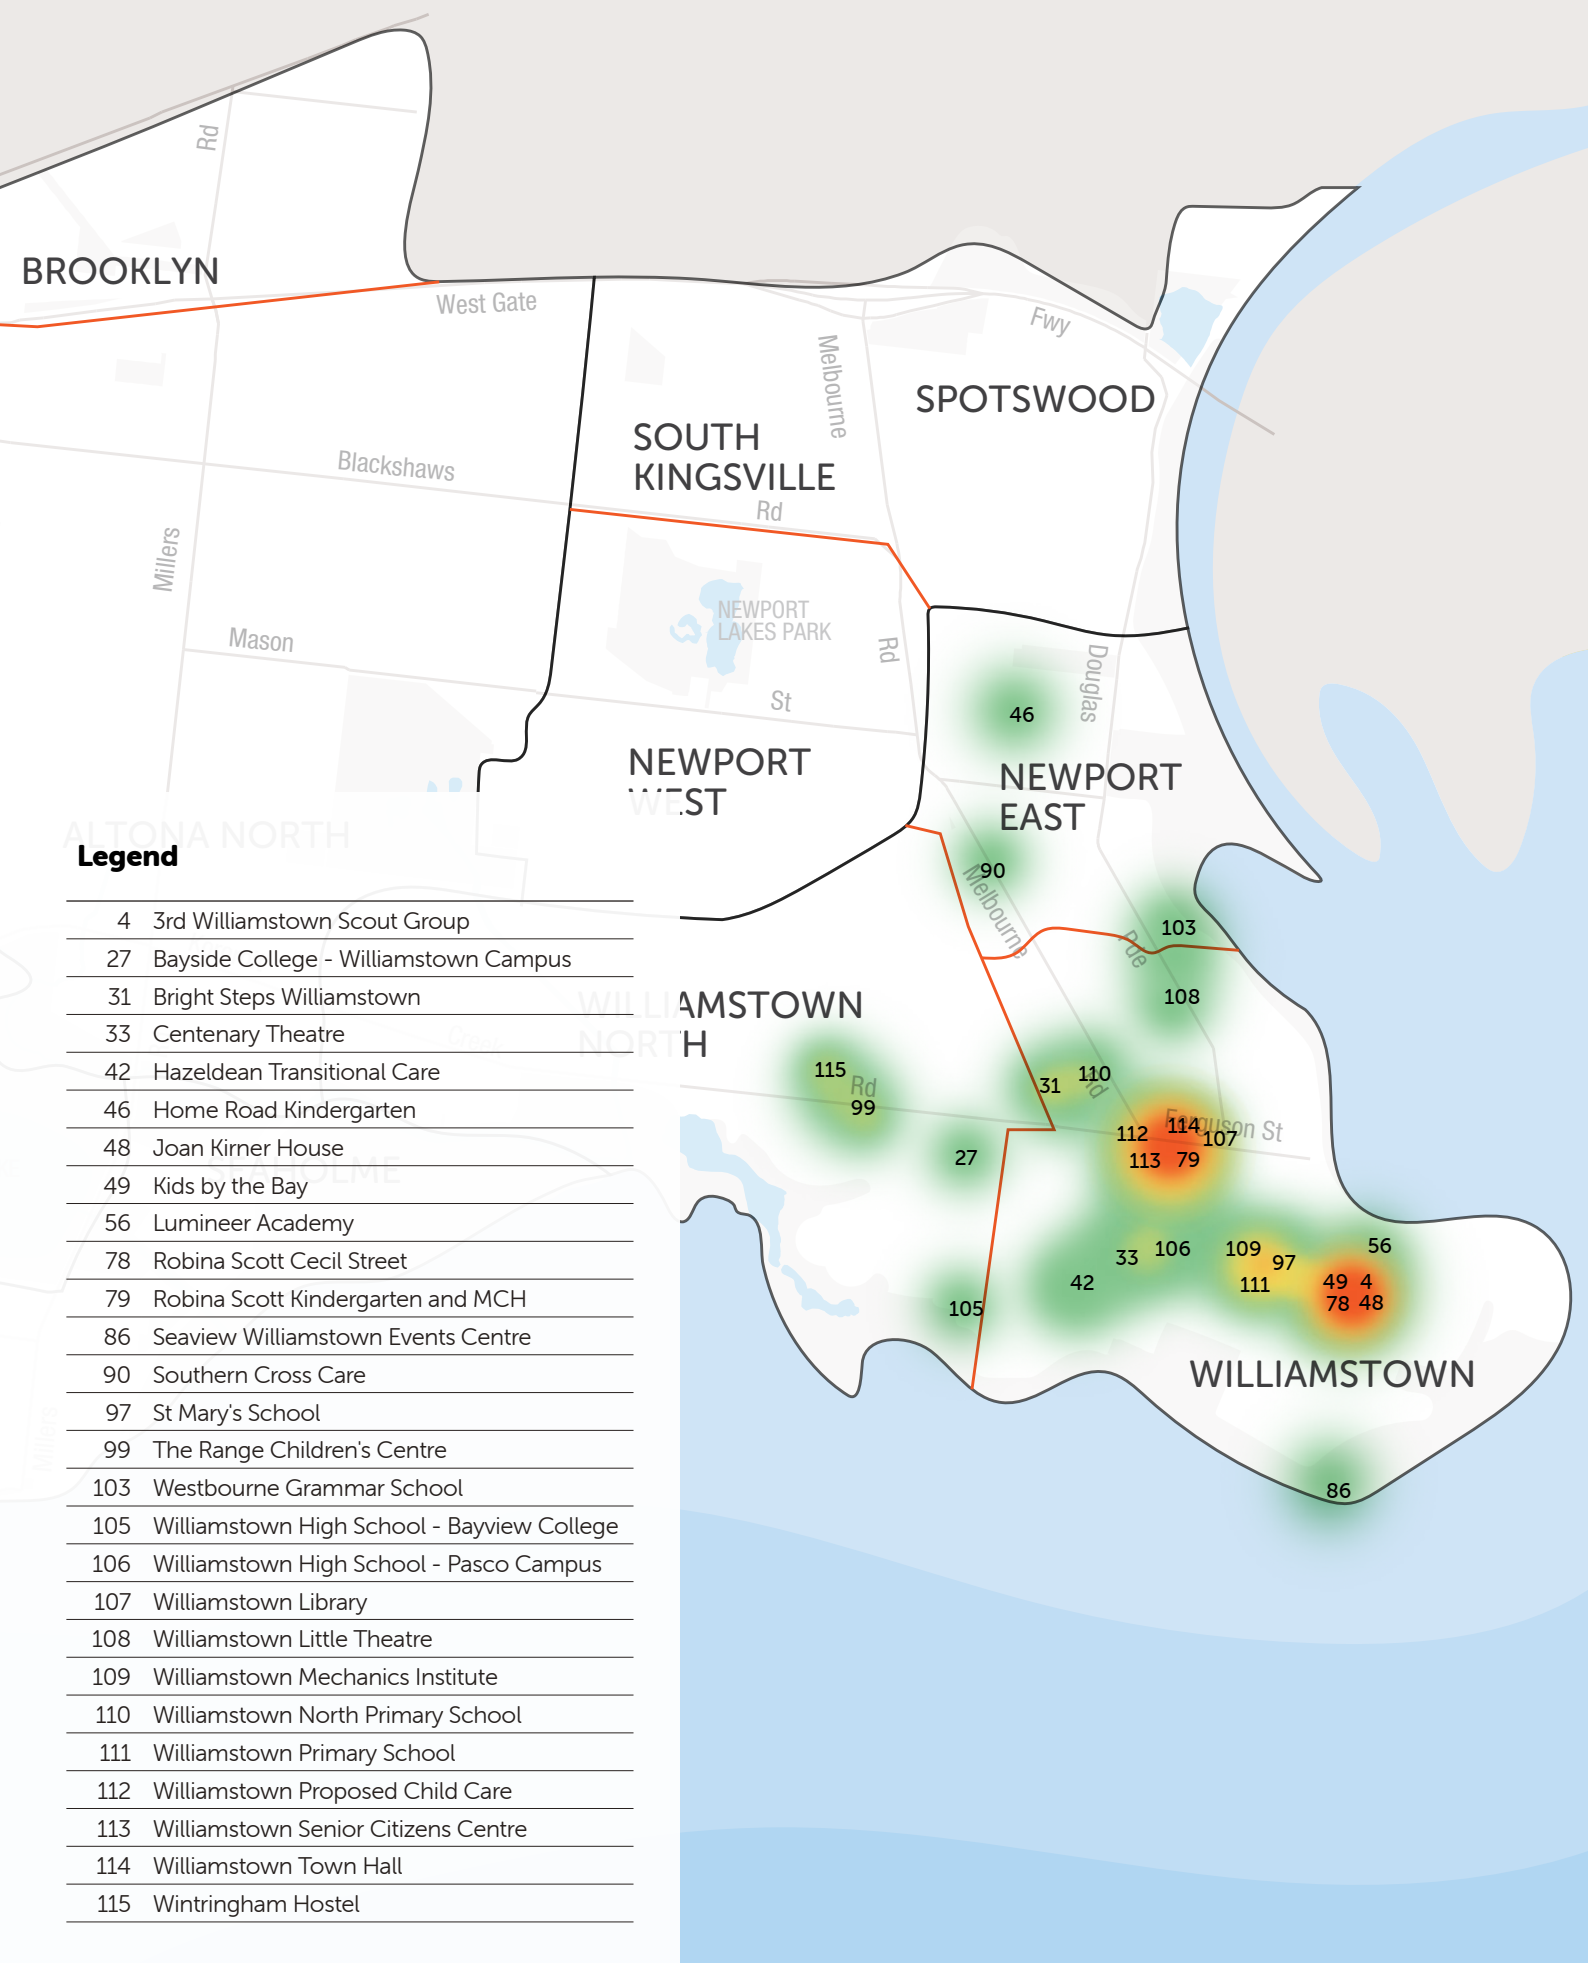 Rd
BROOKLYN
West Gate
Fwy
Melbourne
SPOTSWOOD
SOUTH
KINGSVILLE
Blackshaws
Rd
Millers
NEWPORT
LAKES PARK
Mason
Rd
Douglas
St
46
NEWPORT
WEST
NEWPORT
EAST
ALTONA NORTH
90
Melbourne
103
Pde
108
WILLIAMSTOWN
NORTH
Creek
115
Rd
99
31
110
Rd
Ferguson St
112
114
107
113
79
27
SEAHOLME
33
106
109
97
56
111
42
49
4
78
48
105
WILLIAMSTOWN
86
Millers
Legend
4 3rd Williamstown Scout Group
27 Bayside College - Williamstown Campus
31 Bright Steps Williamstown
33 Centenary Theatre
42 Hazeldean Transitional Care
46 Home Road Kindergarten
48 Joan Kirner House
49 Kids by the Bay
56 Lumineer Academy
78 Robina Scott Cecil Street
79 Robina Scott Kindergarten and MCH
86 Seaview Williamstown Events Centre
90 Southern Cross Care
97 St Mary's School
99 The Range Children's Centre
103 Westbourne Grammar School
105 Williamstown High School - Bayview College
106 Williamstown High School - Pasco Campus
107 Williamstown Library
108 Williamstown Little Theatre
109 Williamstown Mechanics Institute
110 Williamstown North Primary School
111 Williamstown Primary School
112 Williamstown Proposed Child Care
113 Williamstown Senior Citizens Centre
114 Williamstown Town Hall
115 Wintringham Hostel